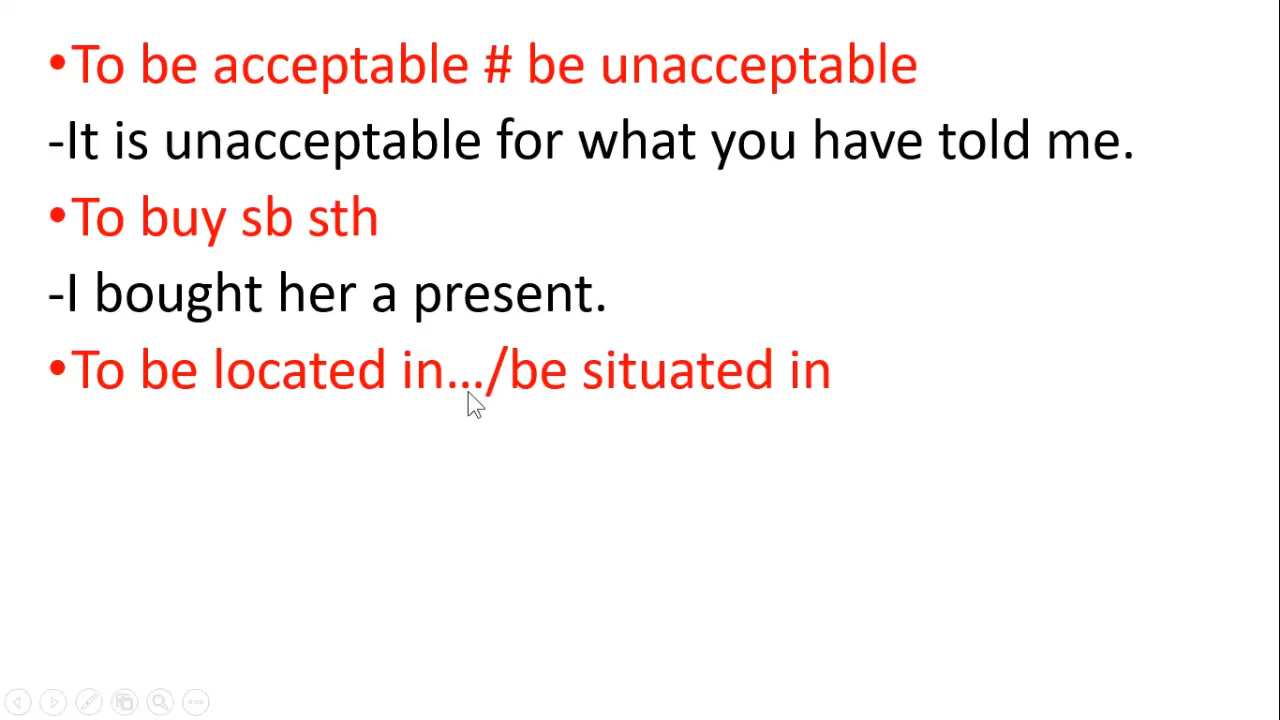 •To be acceptable # be unacceptable
-It is unacceptable for what you have told me.
•To buy sb sth
-I bought her a present.
•To be located in.../be situated in